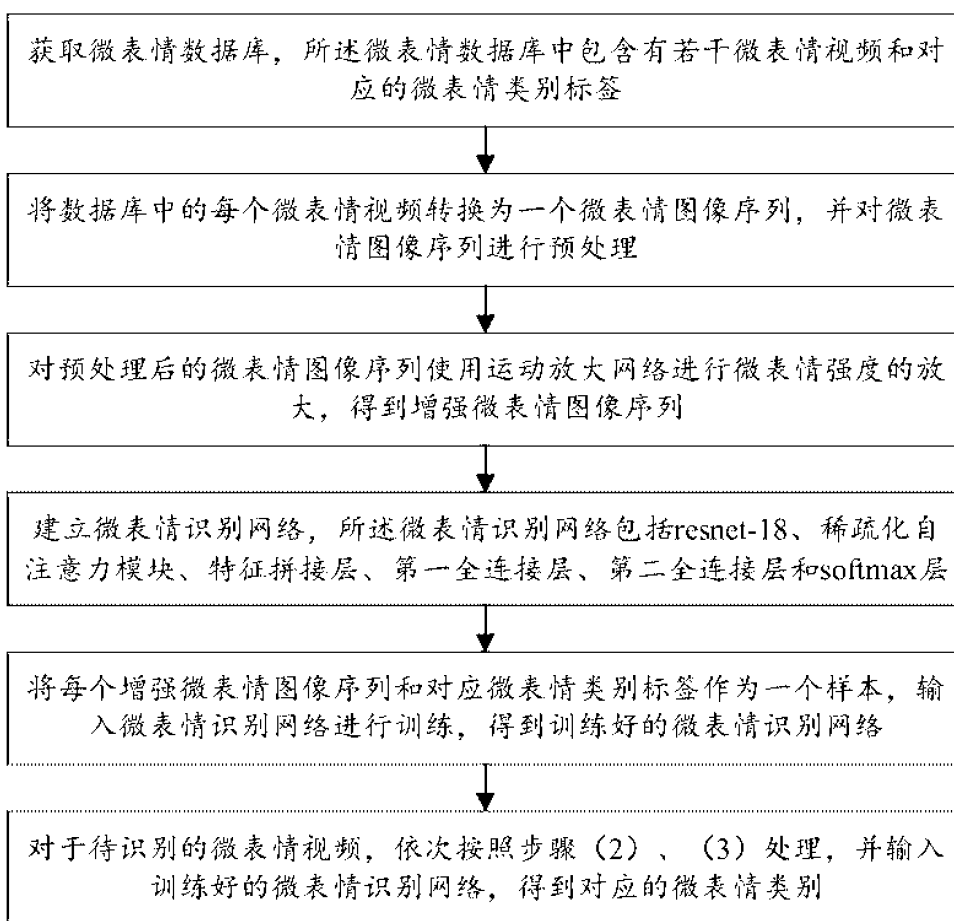 获取微表情数据库，所述微表情数据库中包含有若干微表情视频和对
应的微表情类别标签
将数据库中的每个微表情视频转换为一个微表情图像序列，并对微表
情图像序列进行预处理
对预处理后的微表情图像序列使用运动放大网络进行微表情强度的放
大，得到增强微表情图像序列
建立微表情识别网络，所述微表情识别网络包括resnet-18、稀疏化自
注意力模块、特征拼接层、第一全连接层、第二全连接层和softmax层
将每个增强微表情图像序列和对应微表情类别标签作为一个样本，输
入微表情识别网络进行训练，得到训练好的微表情识别网络
对于待识别的微表情视频，依次按照步骤（2）、（3）处理，并输入
训练好的微表情识别网络，得到对应的微表情类别